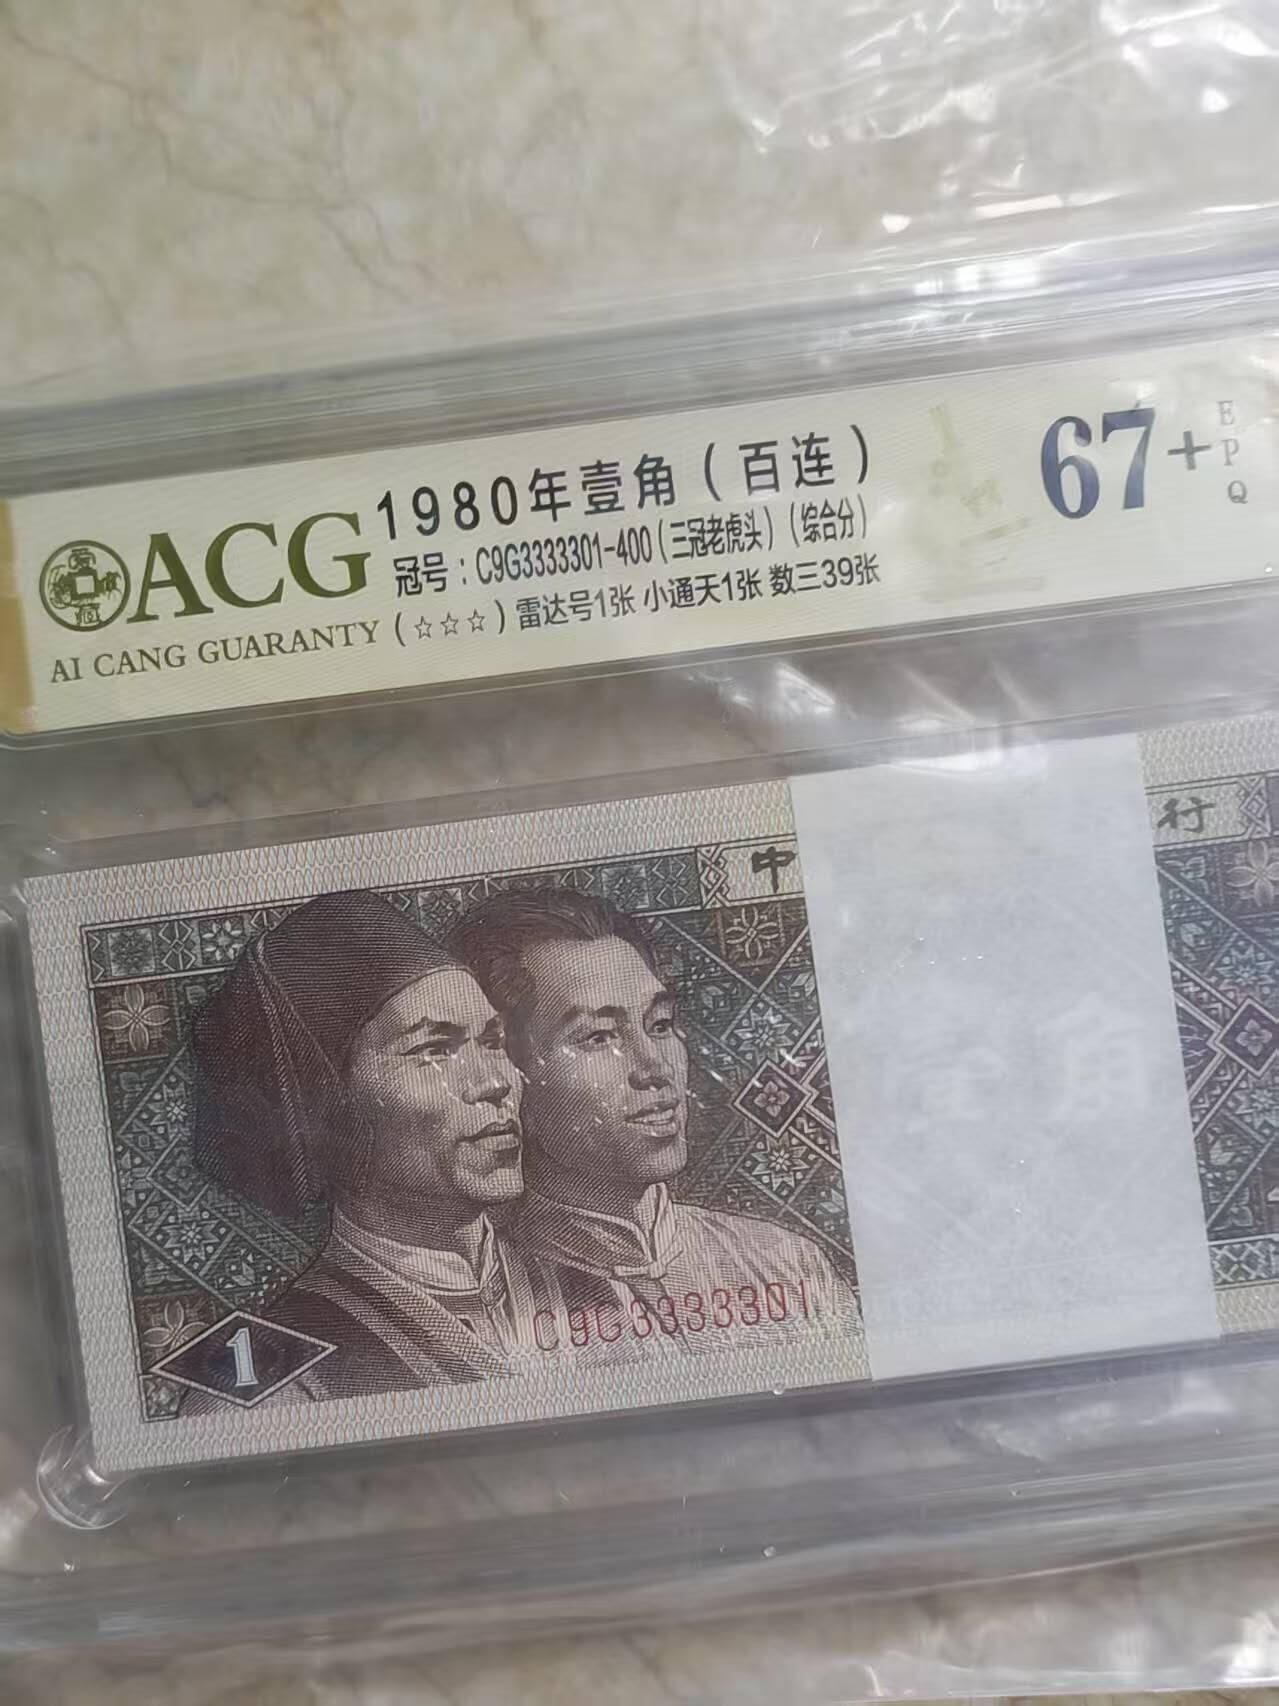 1980年壹角（百连）
67+
EPQ
ACG
冠号：C9G3333301-400（三冠老虎头）（综合分）
（☆☆☆）雷达号1张 小通天1张 数三39张
AI CANG GUARANTY
中
行
壹角
C9G3333301
1